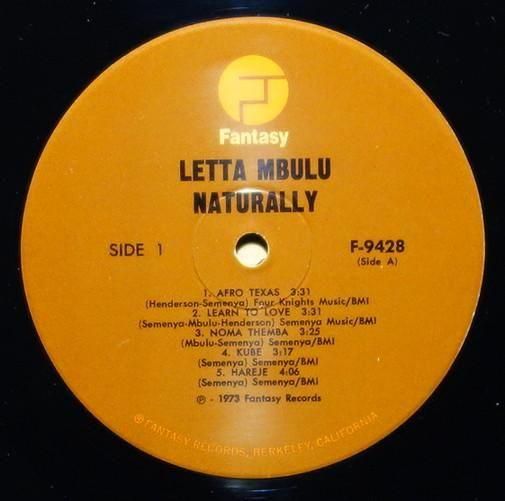 Fantasy
LETTA MBULU
NATURALLY
SIDE 1
F-9428
(Side A)
1. AFRO TEXAS 3:31
(Henderson-Semenya) Four Knights Music/BMI
2. LEARN TO LOVE 3:31
(Semenya-Mbulu-Henderson) Semenya Music/BMI
3. NOMA THEMBA 3:25
(Mbulu-Semenya) Semenya/BMI
4. KUBE 3:17
(Semenya) Semenya/BMI
5. HAREJE 4:06
(Semenya) Semenya/BMI
℗ - 1973 Fantasy Records
℗ FANTASY RECORDS, BERKELEY, CALIFORNIA